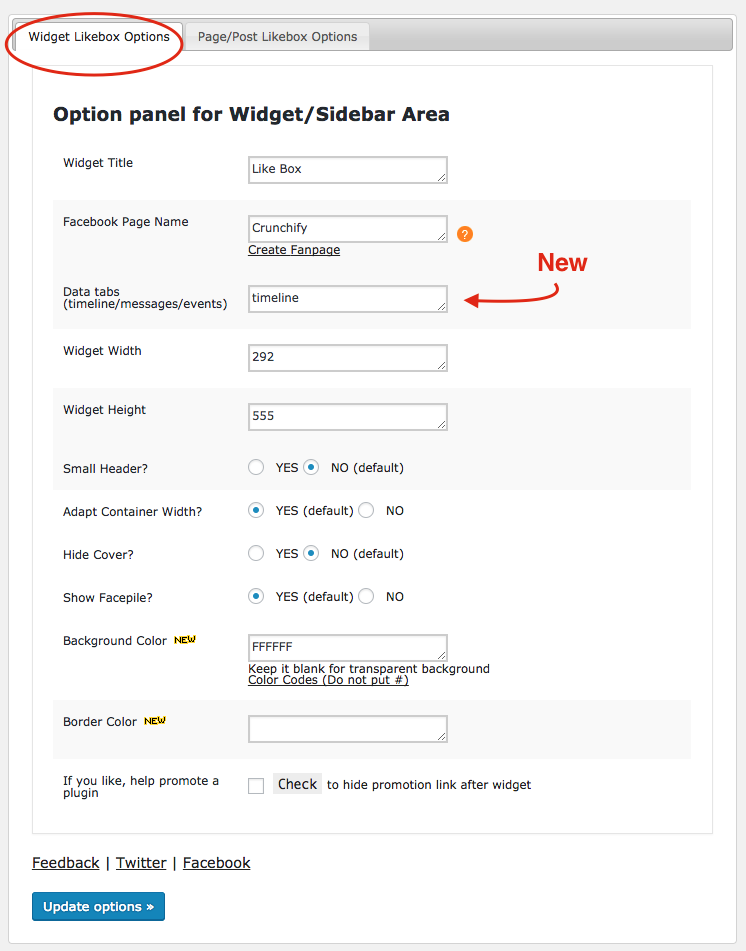 Widget Likebox Options
Page/Post Likebox Options
Option panel for Widget/Sidebar Area
Widget Title
Like Box
Facebook Page Name
Crunchify
?
Create Fanpage
New
Data tabs
(timeline/messages/events)
timeline
Widget Width
292
Widget Height
555
Small Header?
YES NO (default)
Adapt Container Width?
YES (default) NO
Hide Cover?
YES NO (default)
Show Facepile?
YES (default) NO
Background Color NEW
FFFFFF
Keep it blank for transparent background
Color Codes (Do not put #)
Border Color NEW
If you like, help promote a
plugin
Check to hide promotion link after widget
Feedback | Twitter | Facebook
Update options »